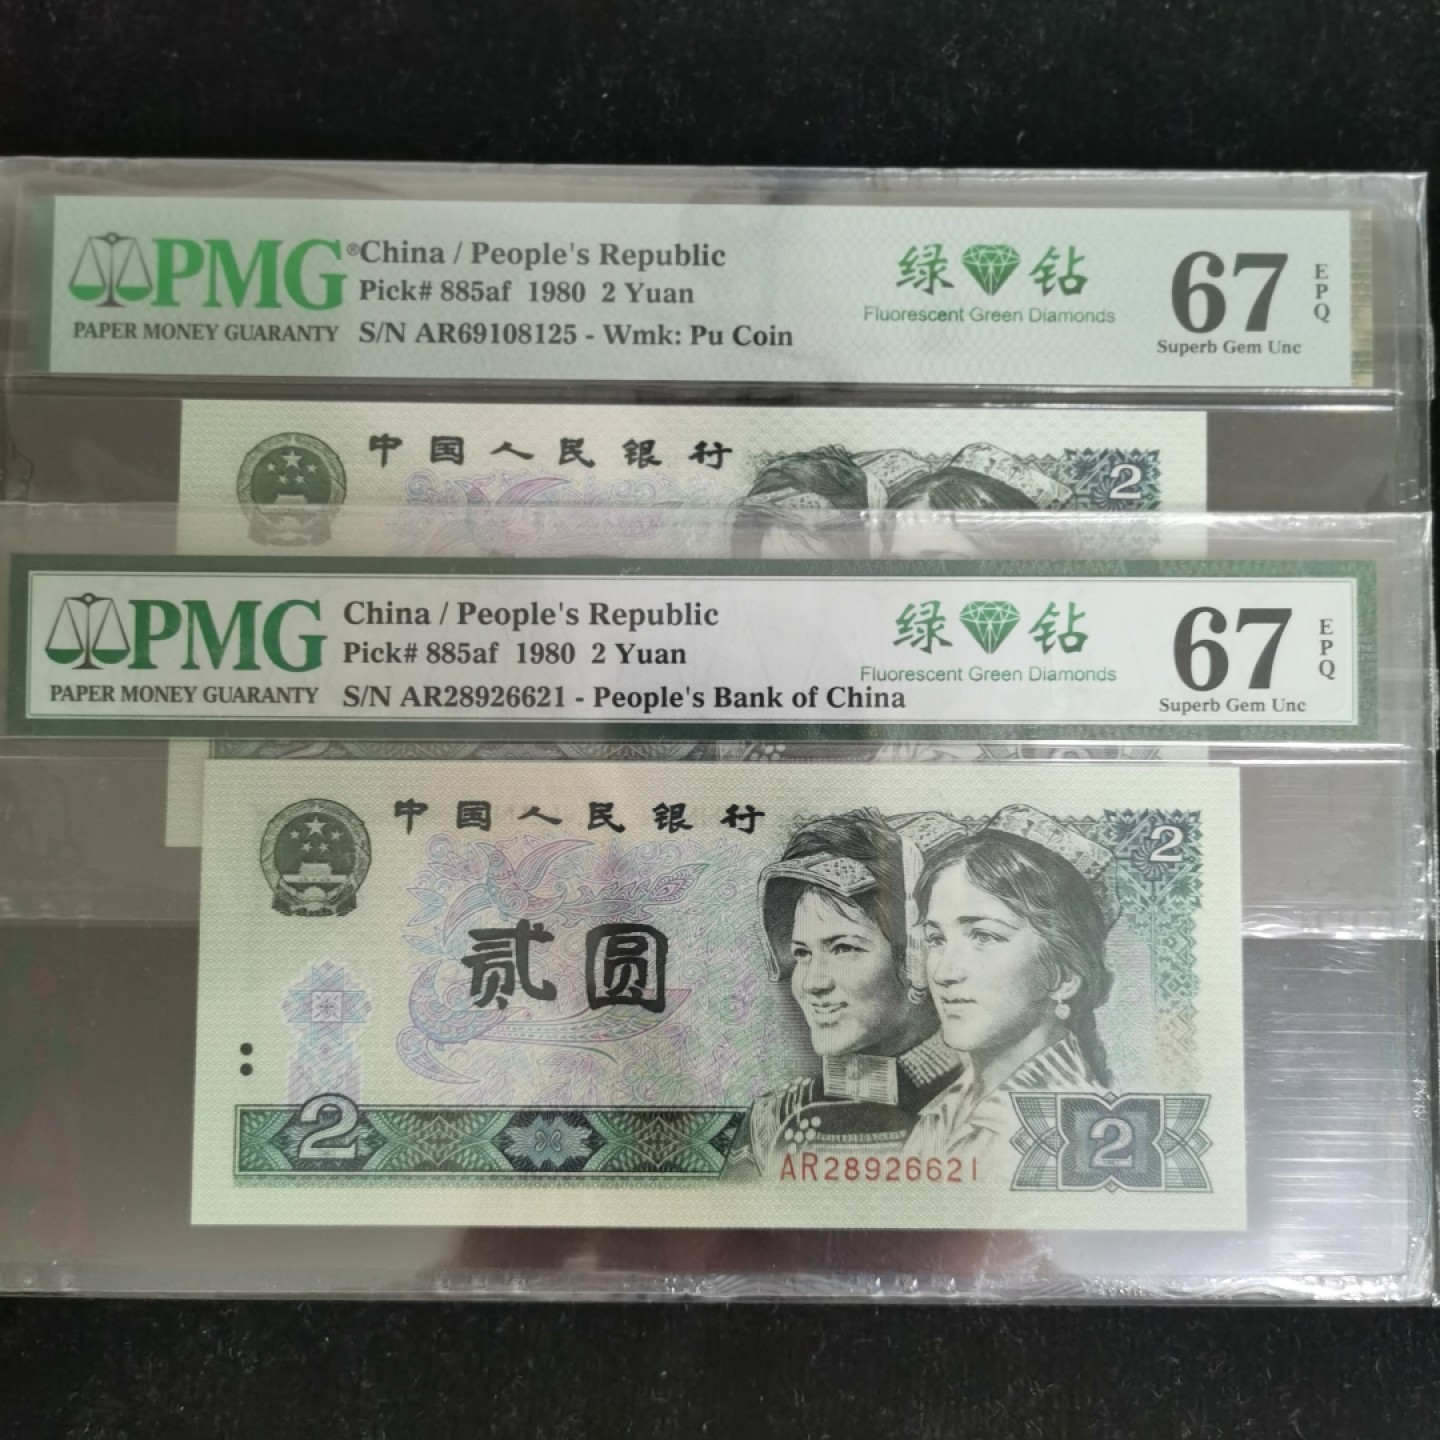 PMG® China / People's Republic
Pick# 885af 1980 2 Yuan
PAPER MONEY GUARANTY S/N AR69108125 - Wmk: Pu Coin
绿 钻
Fluorescent Green Diamonds
67 EPQ
Superb Gem Unc
中国人民银行
2
PMG China / People's Republic
Pick# 885af 1980 2 Yuan
PAPER MONEY GUARANTY S/N AR28926621 - People's Bank of China
绿 钻
Fluorescent Green Diamonds
67 EPQ
Superb Gem Unc
中国人民银行
2
贰圆
2
AR28926621
2